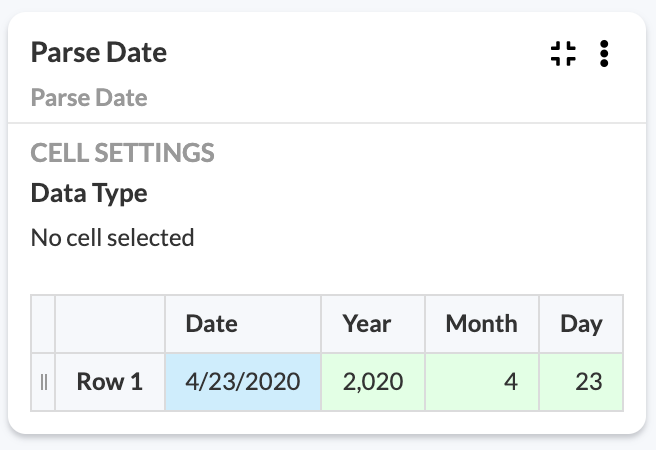 Parse Date
Parse Date
CELL SETTINGS
Data Type
No cell selected
Date Year Month Day
Row 1 4/23/2020 2,020 4 23